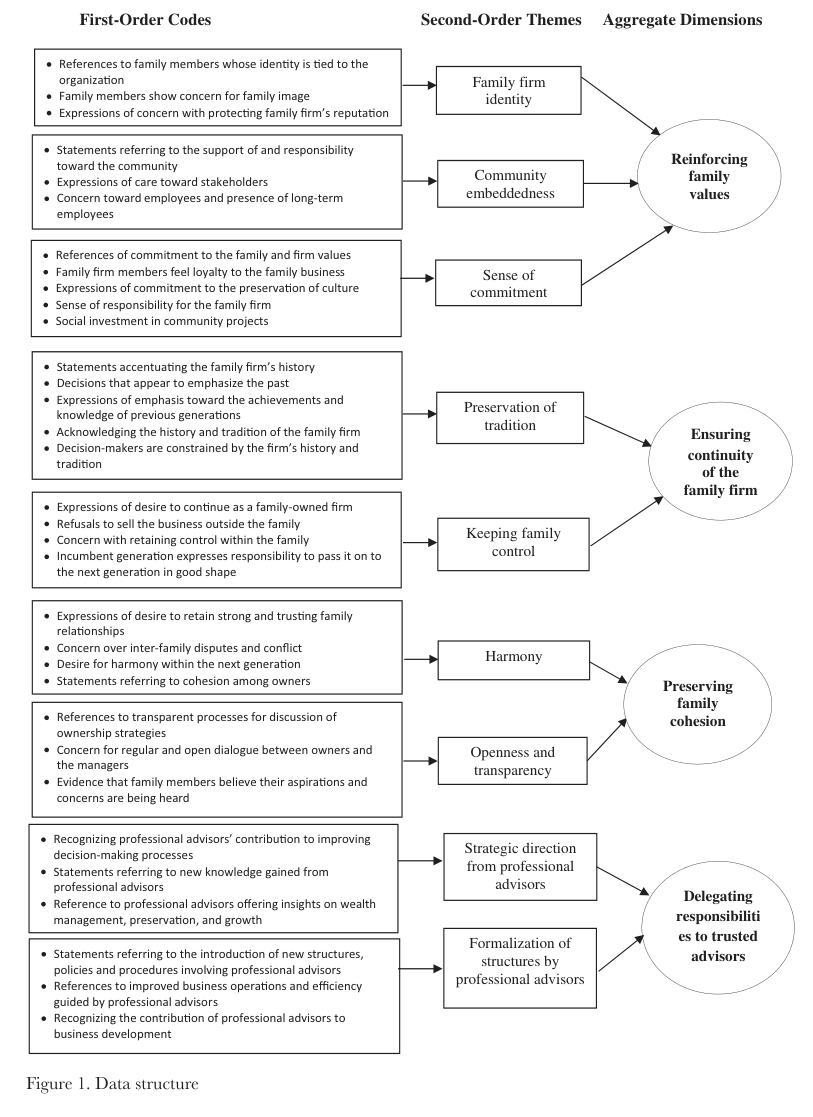 First-Order Codes Second-Order Themes Aggregate Dimensions
• References to family members whose identity is tied to the
organization
• Family members show concern for family image
• Expressions of concern with protecting family firm's reputation
Family firm
identity
• Statements referring to the support of and responsibility
toward the community
• Expressions of care toward stakeholders
• Concern toward employees and presence of long-term
employees
Community
embeddedness
• References of commitment to the family and firm values
• Family firm members feel loyalty to the family business
• Expressions of commitment to the preservation of culture
• Sense of responsibility for the family firm
• Social investment in community projects
Sense of
commitment
Reinforcing
family
values
• Statements accentuating the family firm's history
• Decisions that appear to emphasize the past
• Expressions of emphasis toward the achievements and
knowledge of previous generations
• Acknowledging the history and tradition of the family firm
• Decision-makers are constrained by the firm's history and
tradition
Preservation of
tradition
• Expressions of desire to continue as a family-owned firm
• Refusals to sell the business outside the family
• Concern with retaining control within the family
• Incumbent generation expresses responsibility to pass it on to
the next generation in good shape
Keeping family
control
Ensuring
continuity
of the
family firm
• Expressions of desire to retain strong and trusting family
relationships
• Concern over inter-family disputes and conflict
• Desire for harmony within the next generation
• Statements referring to cohesion among owners
Harmony
• References to transparent processes for discussion of
ownership strategies
• Concern for regular and open dialogue between owners and
the managers
• Evidence that family members believe their aspirations and
concerns are being heard
Openness and
transparency
Preserving
family
cohesion
• Recognizing professional advisors' contribution to improving
decision-making processes
• Statements referring to new knowledge gained from
professional advisors
• Reference to professional advisors offering insights on wealth
management, preservation, and growth
Strategic direction
from professional
advisors
• Statements referring to the introduction of new structures,
policies and procedures involving professional advisors
• References to improved business operations and efficiency
guided by professional advisors
• Recognizing the contribution of professional advisors to
business development
Formalization of
structures by
professional advisors
Delegating
responsibiliti
es to trusted
advisors
Figure 1. Data structure